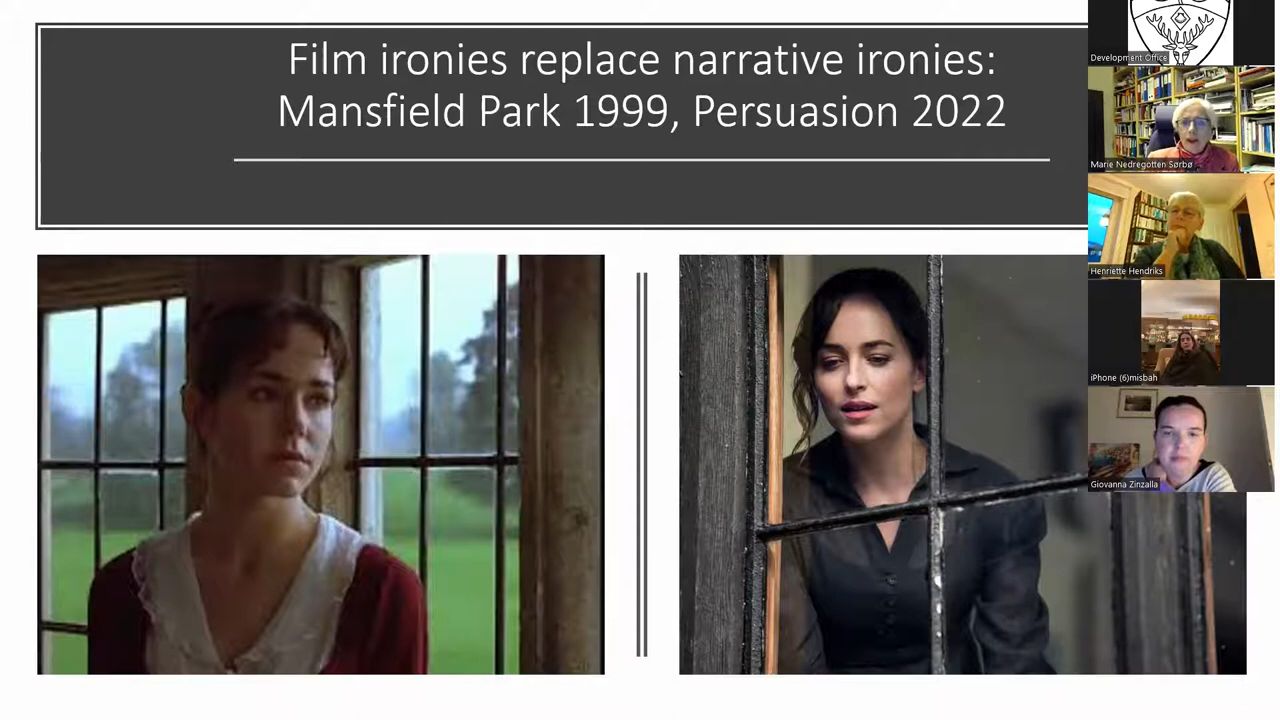 Film ironies replace narrative ironies:
Mansfield Park 1999, Persuasion 2022
Development Office
Marie Nedregotten Sørbø
Henriette Hendriks
iPhone (6)misbah
Giovanna Zinzalla